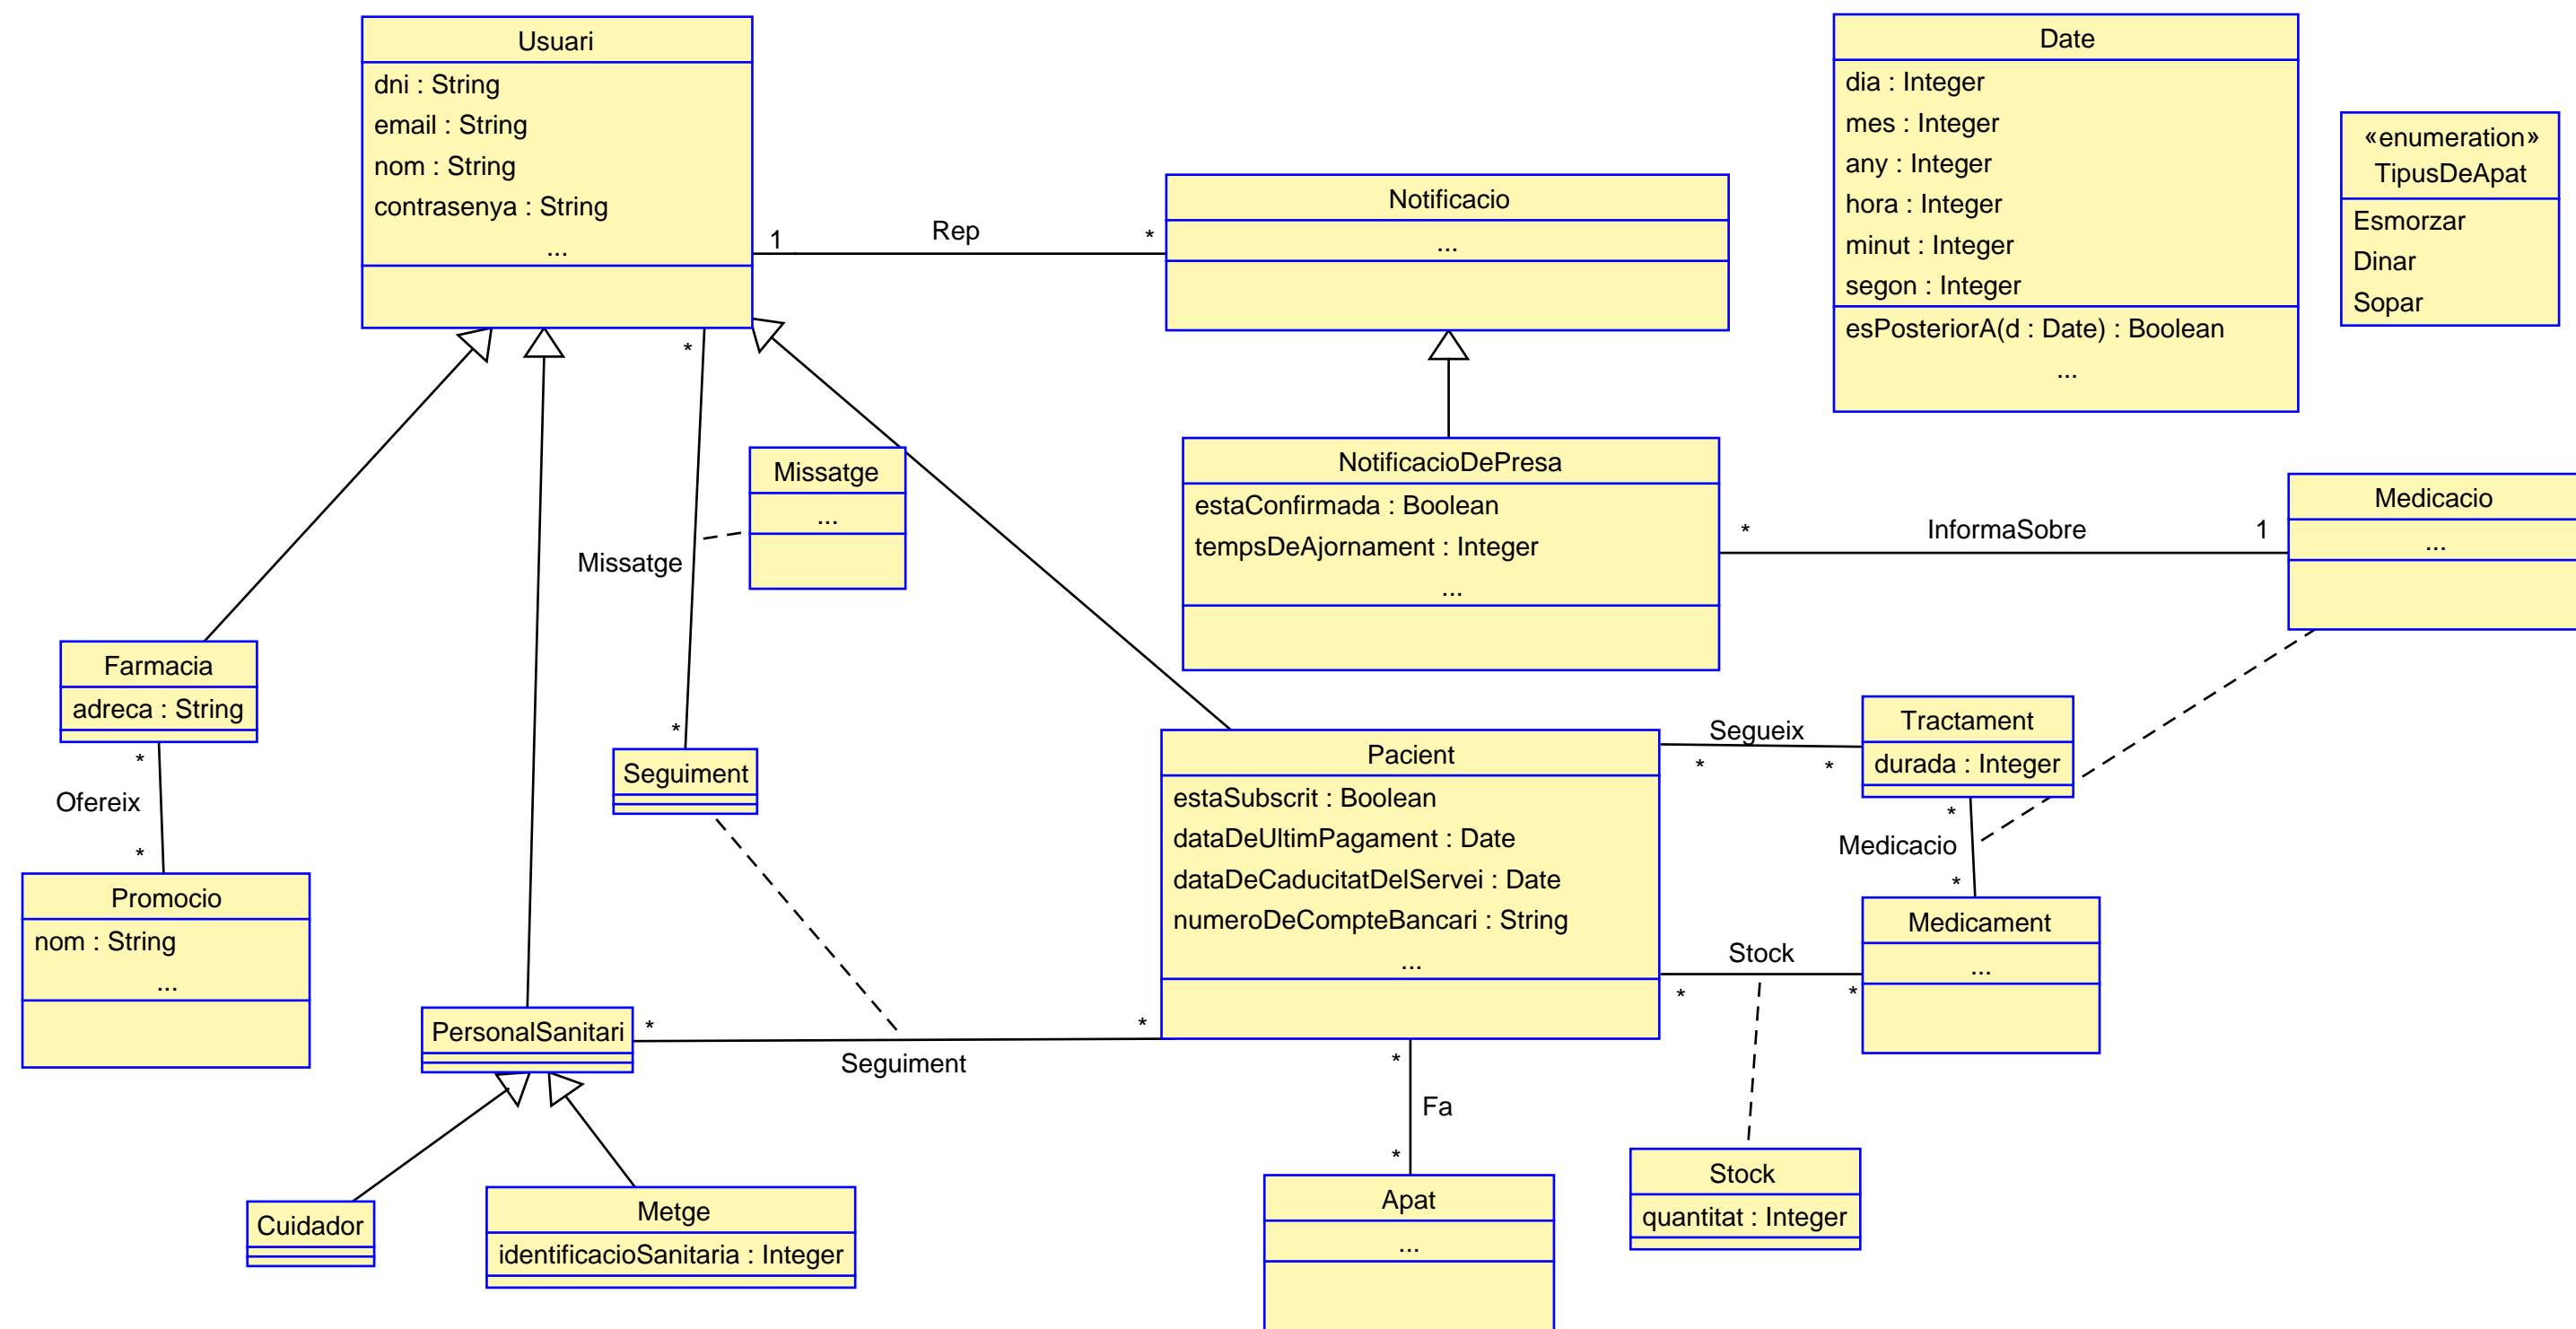 Usuari
dni : String
email : String
nom : String
contrasenya : String
...
1
Rep
*
Notificacio
...
Date
dia : Integer
mes : Integer
any : Integer
hora : Integer
minut : Integer
segon : Integer
esPosteriorA(d : Date) : Boolean
...
«enumeration»
TipusDeApat
Esmorzar
Dinar
Sopar
*
Missatge
...
Missatge
*
NotificacioDePresa
estaConfirmada : Boolean
tempsDeAjornament : Integer
...
*
InformaSobre
1
Medicacio
...
Farmacia
adreca : String
*
Ofereix
*
Promocio
nom : String
...
Seguiment
Pacient
estaSubscrit : Boolean
dataDeUltimPagament : Date
dataDeCaducitatDelServei : Date
numeroDeCompteBancari : String
...
Segueix
*
*
Tractament
durada : Integer
*
Medicacio
*
Medicament
...
Stock
*
*
PersonalSanitari
*
*
Seguiment
*
Fa
*
Stock
quantitat : Integer
Cuidador
Metge
identificacioSanitaria : Integer
Apat
...